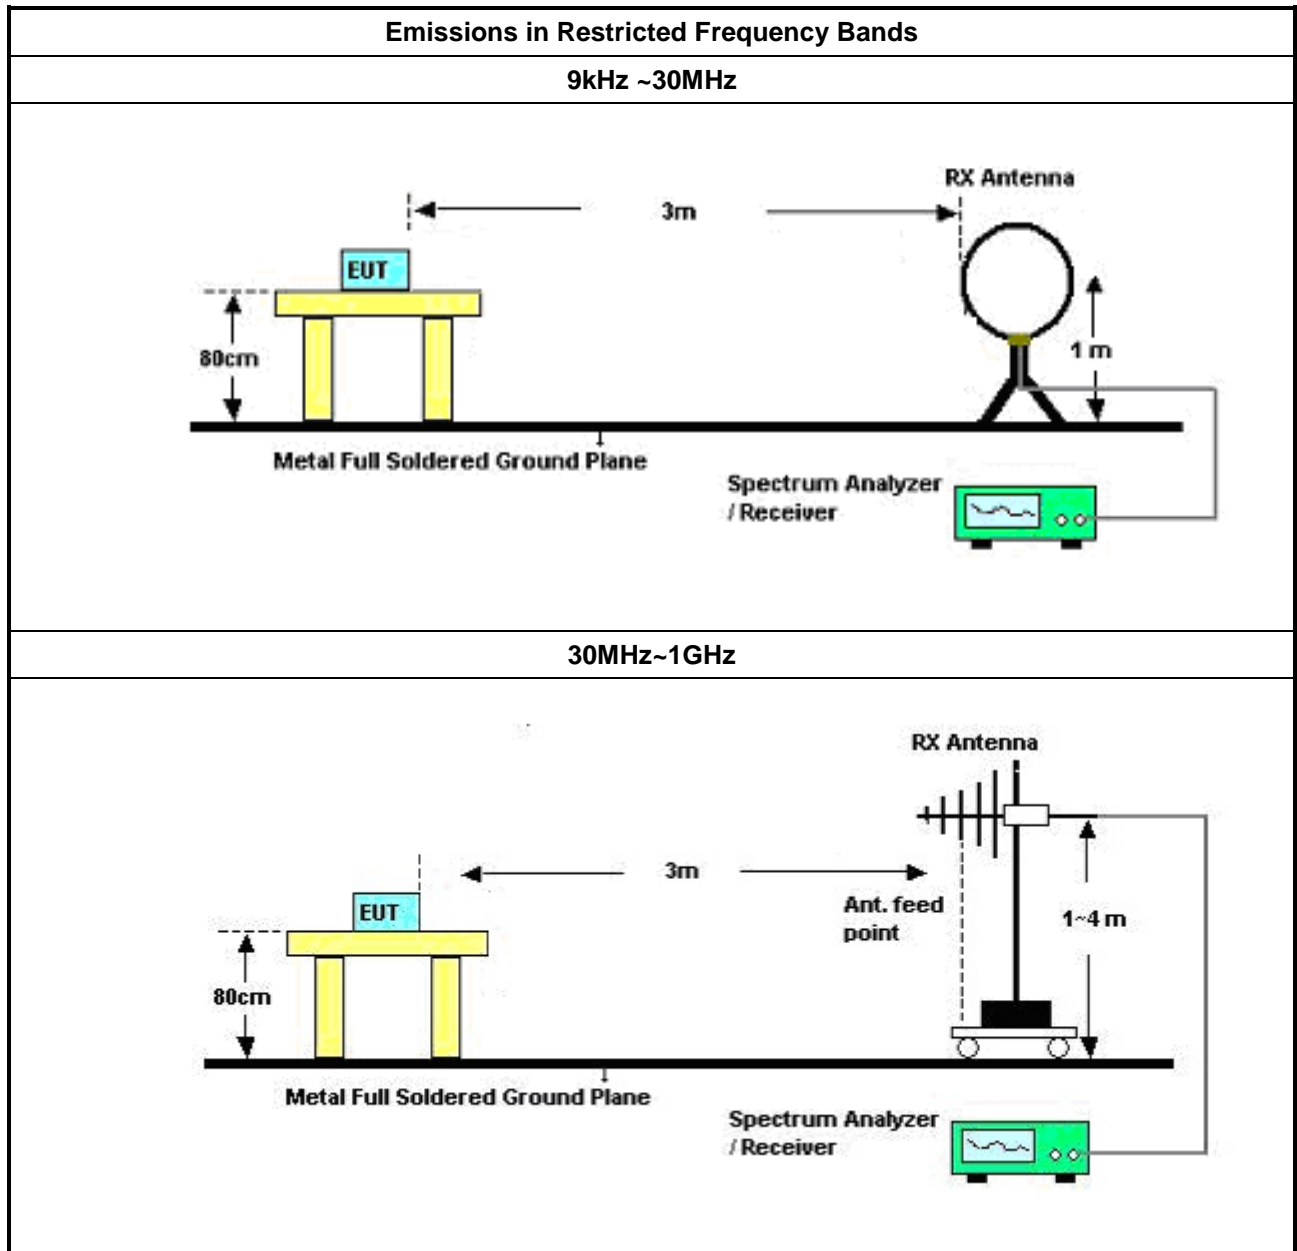 Emissions in Restricted Frequency Bands
9kHz ~30MHz
RX Antenna
3m
EUT
80cm
1 m
Metal Full Soldered Ground Plane
Spectrum Analyzer
/ Receiver
30MHz~1GHz
RX Antenna
3m
Ant. feed
point
EUT
1~4 m
80cm
Metal Full Soldered Ground Plane
Spectrum Analyzer
/ Receiver